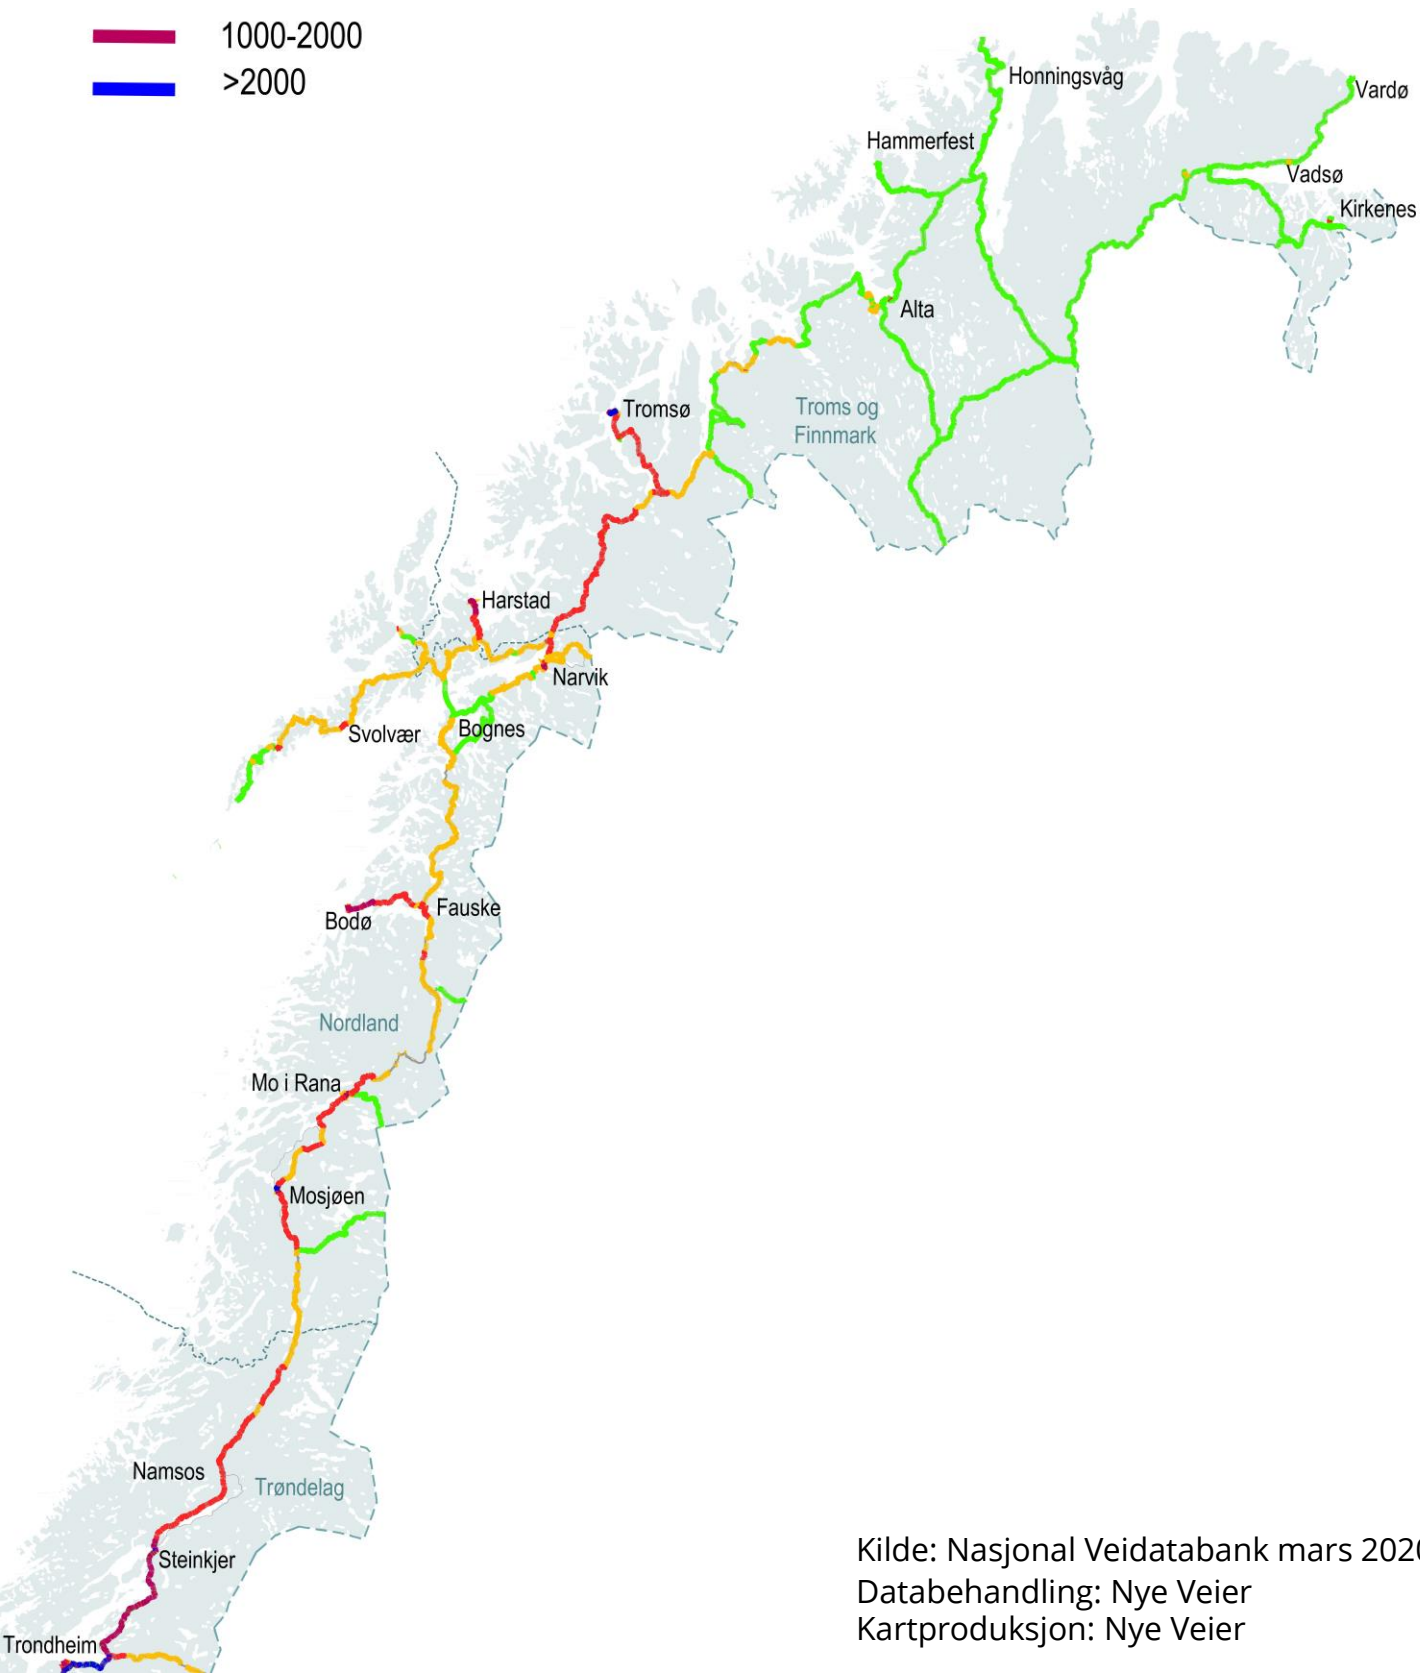 1000-2000
>2000
Honningsvåg
Vardø
Hammerfest
Vadsø
Kirkenes
Alta
Tromsø
Troms og
Finnmark
Harstad
Narvik
Svolvær
Bognes
Bodø
Fauske
Nordland
Mo i Rana
Mosjøen
Namsos
Trøndelag
Steinkjer
Trondheim
Kilde: Nasjonal Veidatabank mars 202
Databehandling: Nye Veier
Kartproduksjon: Nye Veier